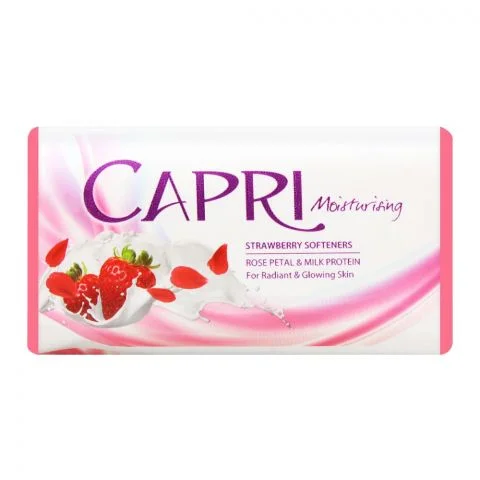 CAPRI Moisturising
STRAWBERRY SOFTENERS
ROSE PETAL & MILK PROTEIN
For Radiant & Glowing Skin